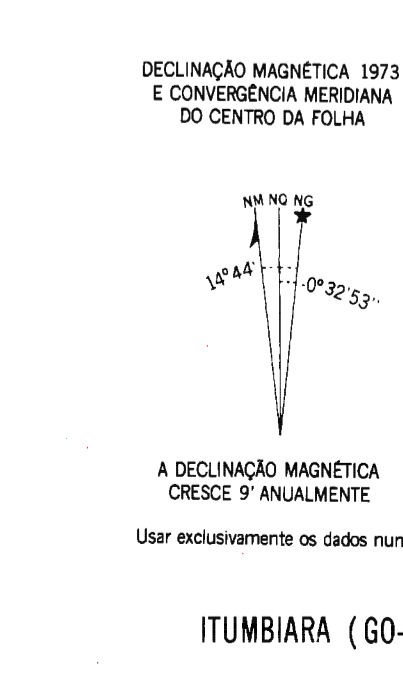 DECLINAÇÃO MAGNÉTICA 1973
E CONVERGÊNCIA MERIDIANA
DO CENTRO DA FOLHA
NM NQ NG
14°44'
0°32'53''
A DECLINAÇÃO MAGNÉTICA
CRESCE 9' ANUALMENTE
Usar exclusivamente os dados num
ITUMBIARA (GO-